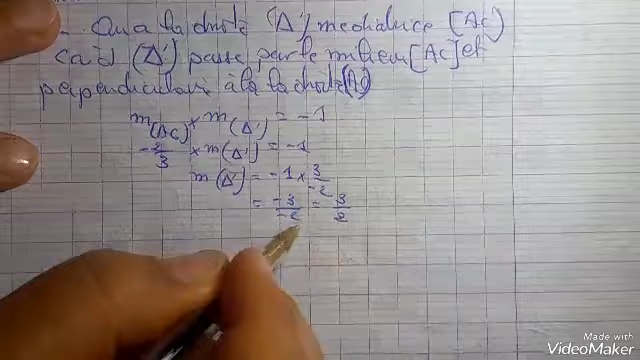 - On a la droite (Δ') mediatrice [AC]
cad (Δ') passe par le milieu [AC] et
perpendiculaire à la droite (AC)
m(AC) × m(Δ') = -1
-2/3 × m(Δ') = -1
m(Δ') = -1 × 3/-2
= -3/-2 = 3/2
Made with
VideoMaker